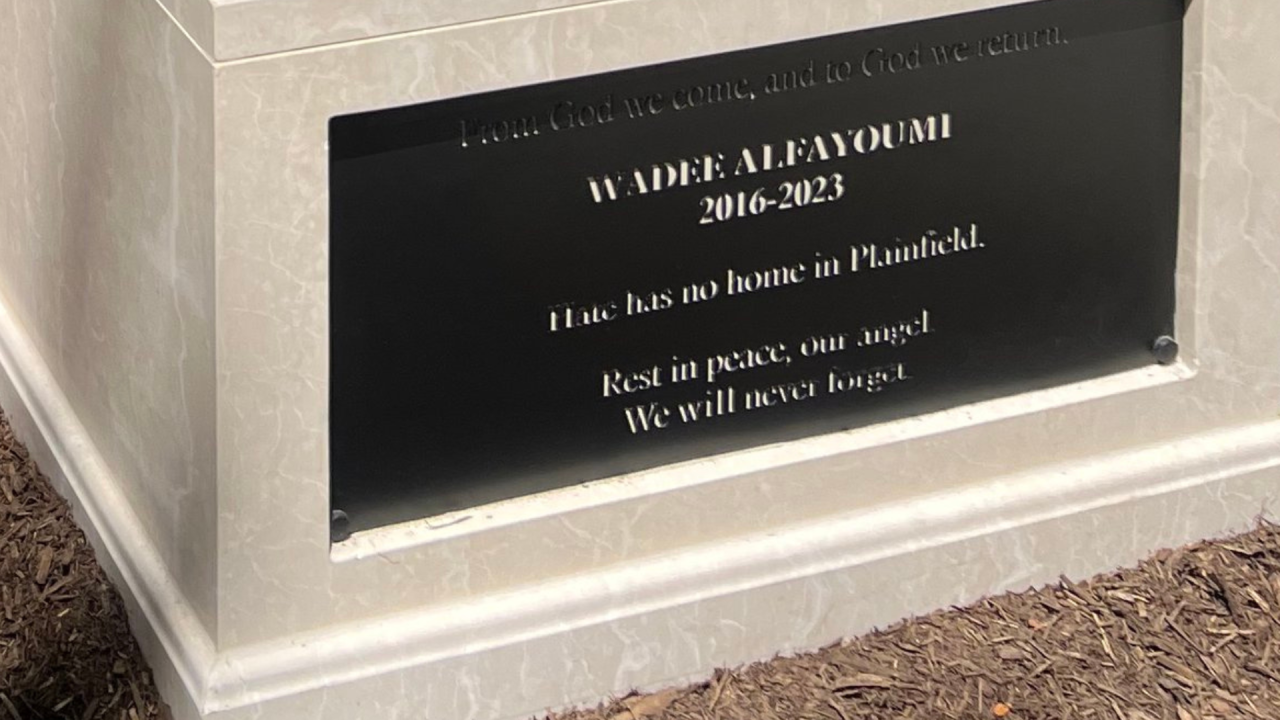 From God we come, and to God we return.
WADEE ALFAYOUMI
2016-2023
Hate has no home in Plainfield.
Rest in peace, our angel
We will never forget.